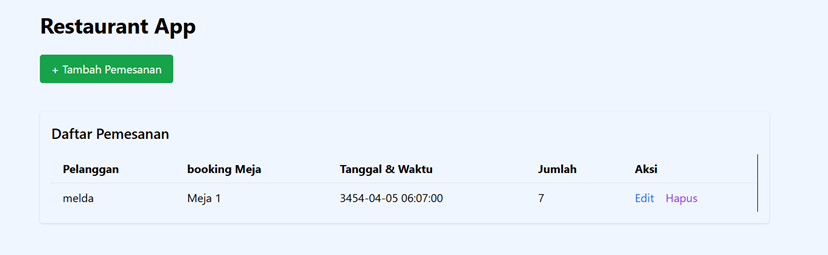 Restaurant App
+ Tambah Pemesanan
Daftar Pemesanan
Pelanggan booking Meja Tanggal & Waktu Jumlah Aksi
melda Meja 1 3454-04-05 06:07:00 7 Edit Hapus